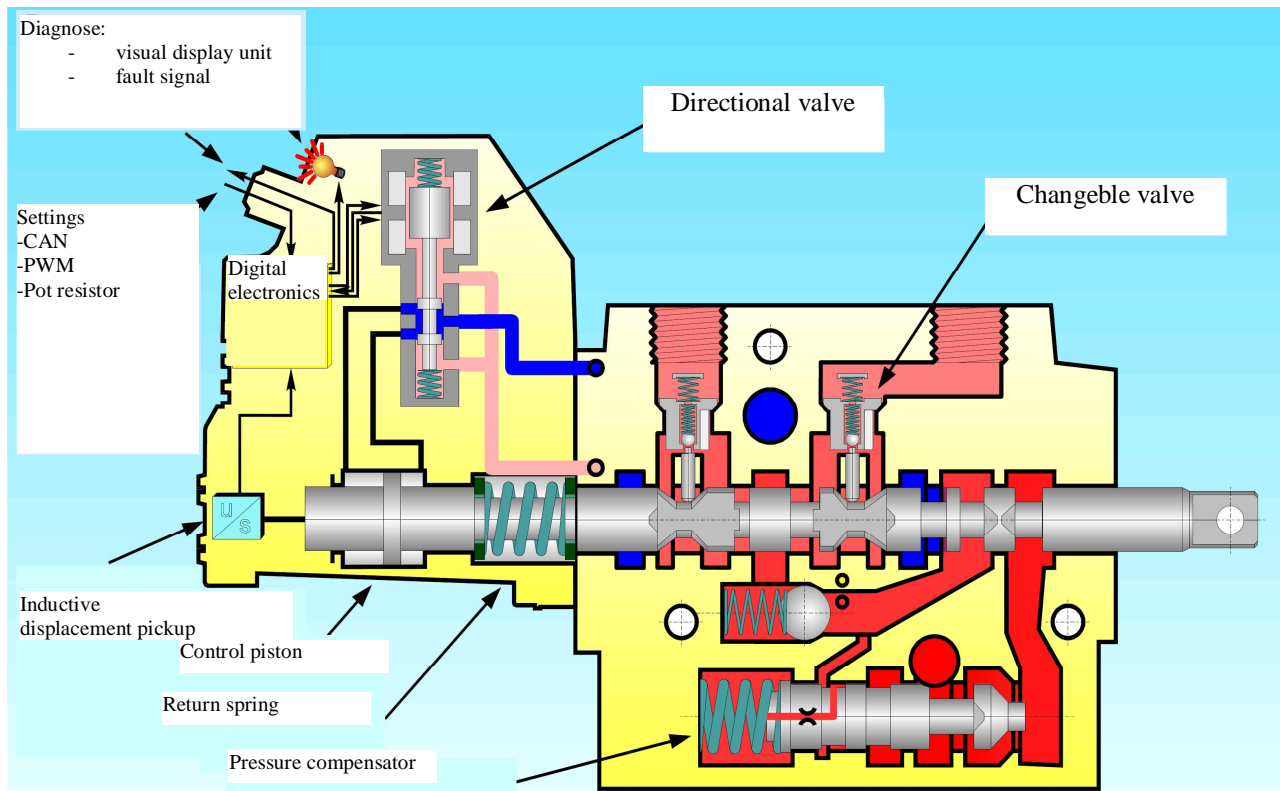 Diagnose:
- visual display unit
- fault signal
Directional valve
Changeble valve
Settings
-CAN
-PWM
-Pot resistor
Digital
electronics
u
s
Inductive
displacement pickup
Control piston
Return spring
Pressure compensator